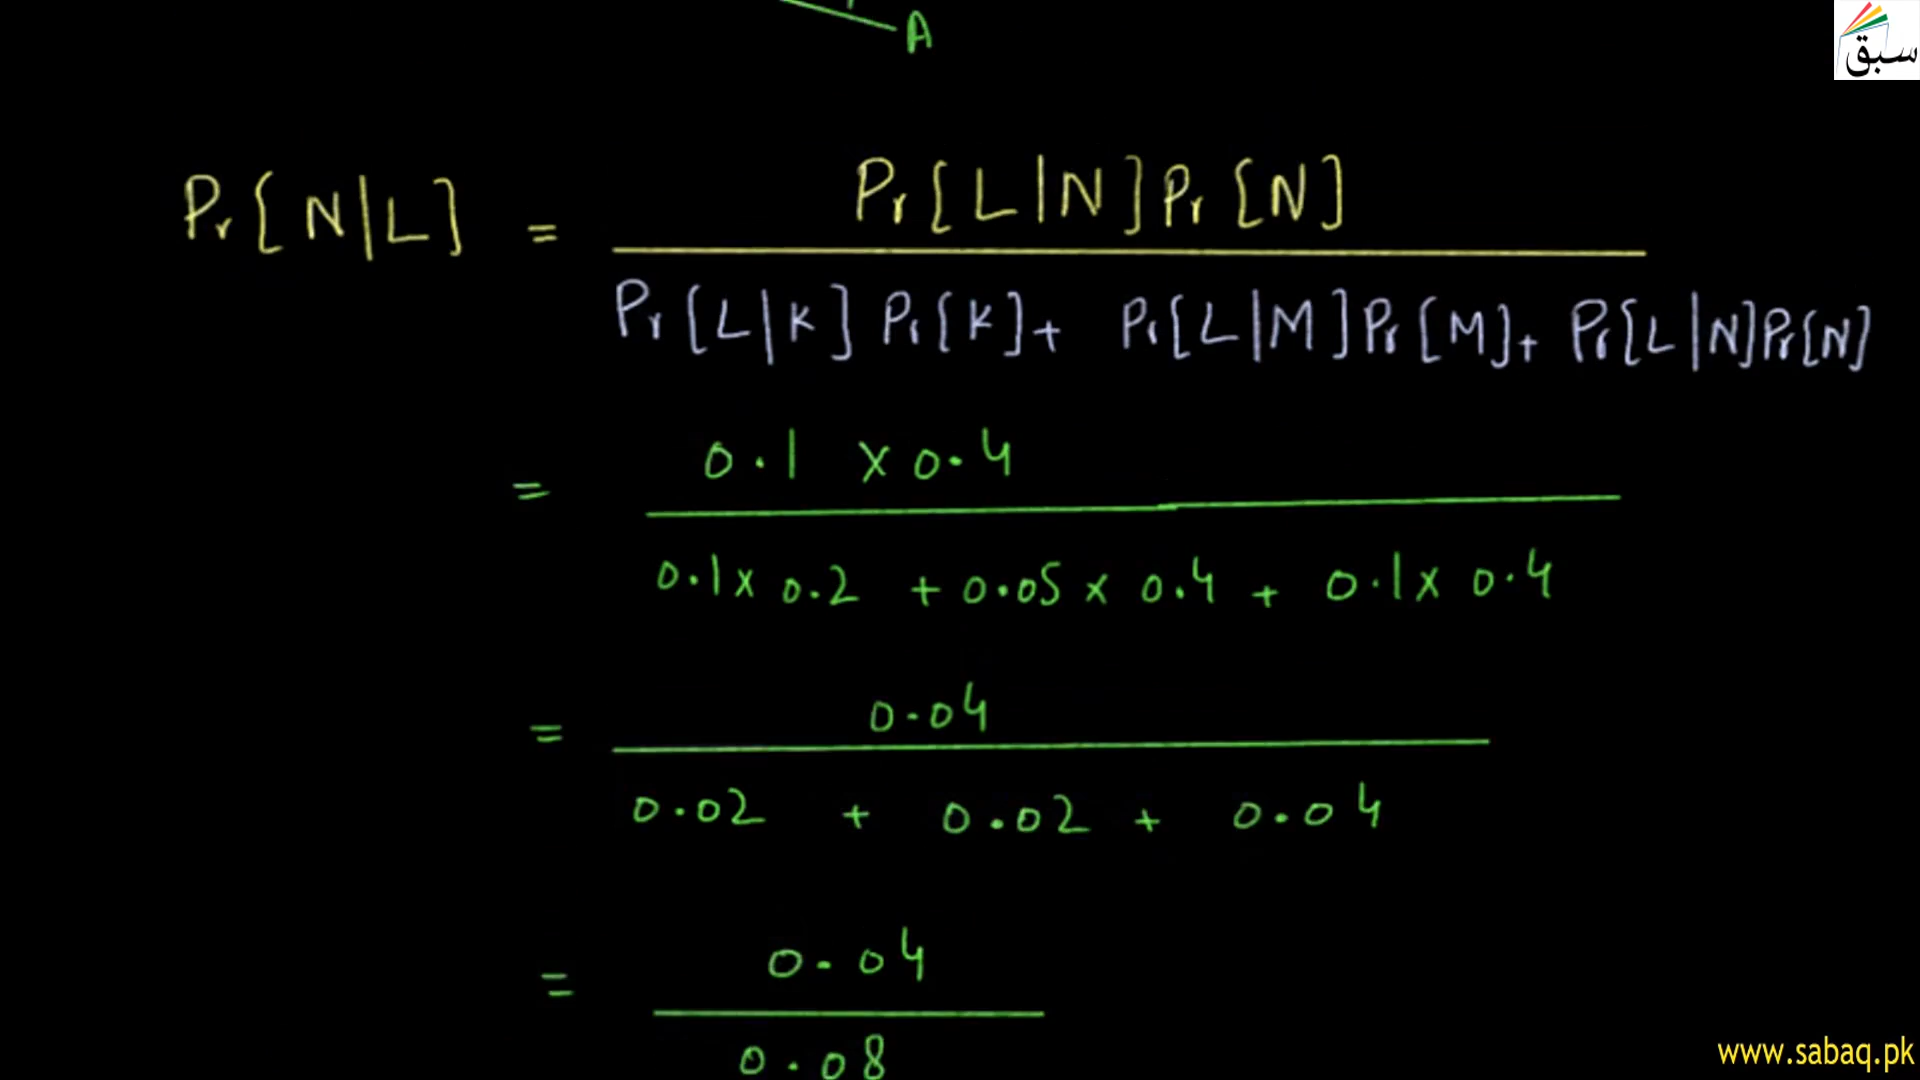 A
سبق
Pr[N|L] = Pr[L|N]Pr[N]
Pr[L|K] Pr[K]+ Pr[L|M]Pr[M]+ Pr[L|N]Pr[N]
= 0.1 x 0.4
0.1x 0.2 + 0.05 x 0.4 + 0.1x 0.4
= 0.04
0.02 + 0.02 + 0.04
= 0.04
0.08
www.sabaq.pk